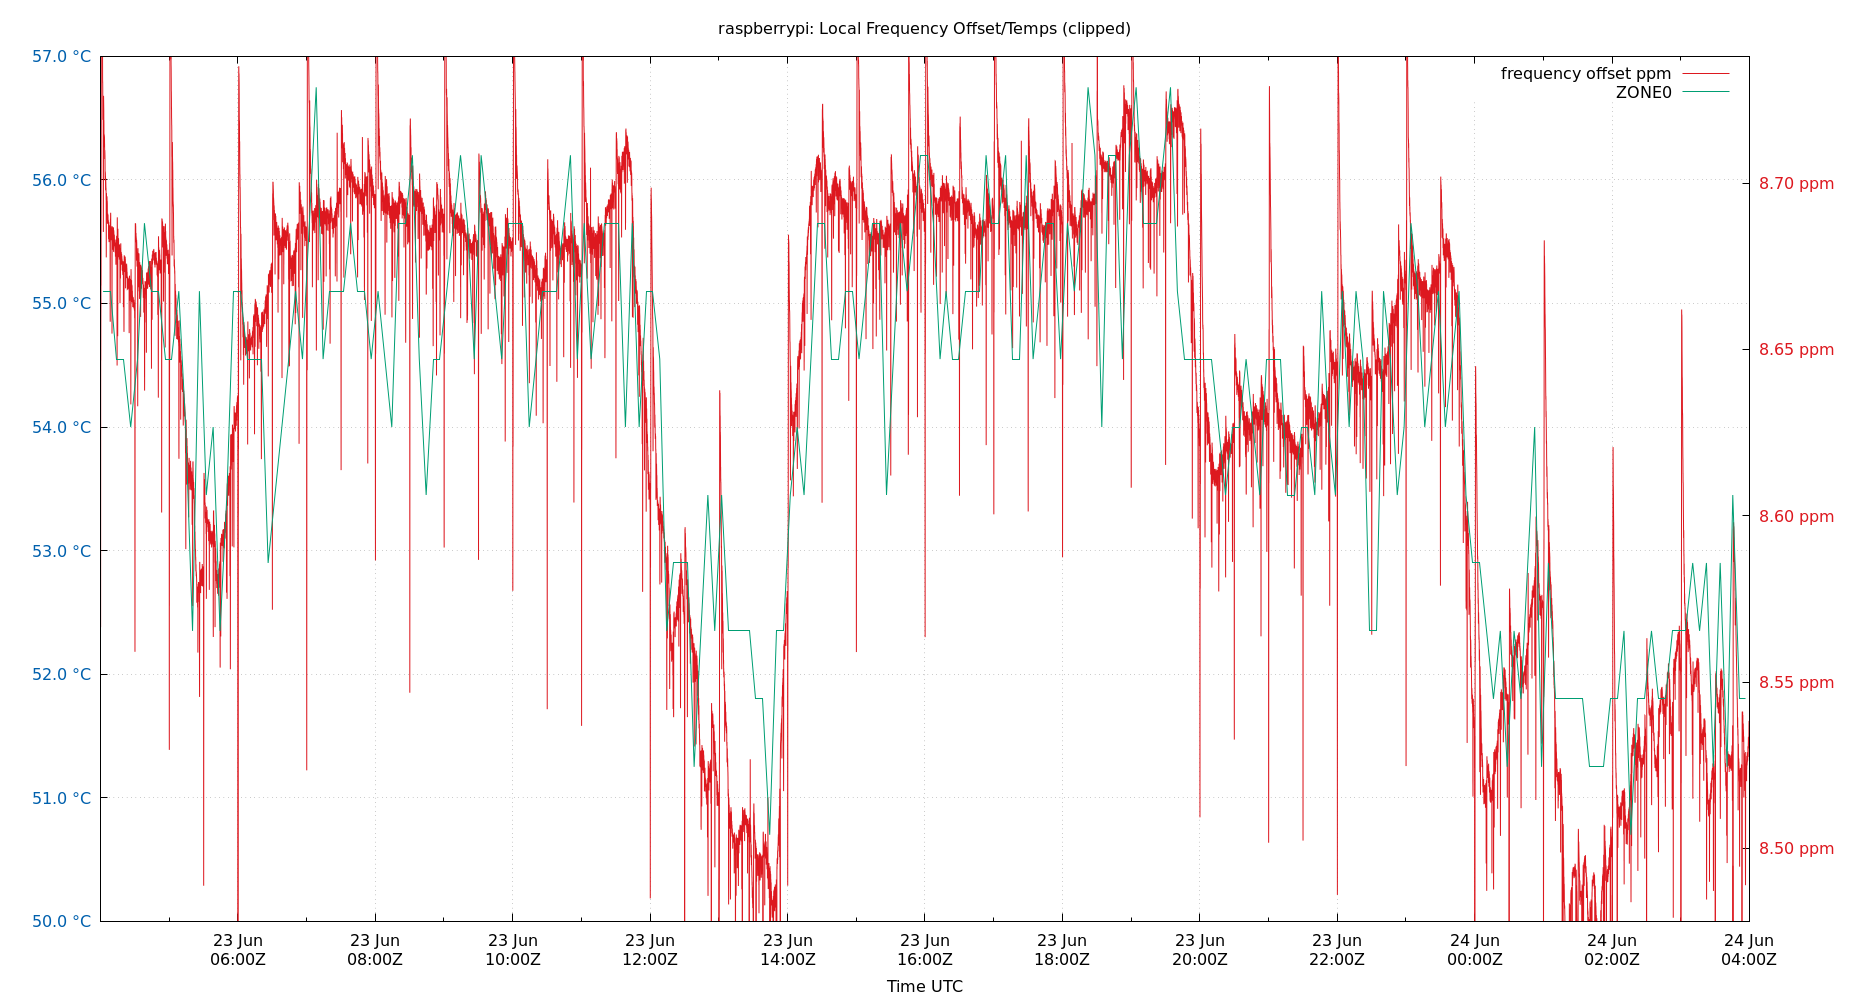 raspberrypi: Local Frequency Offset/Temps (clipped)
frequency offset ppm
ZONE0
57.0 °C
56.0 °C
55.0 °C
54.0 °C
53.0 °C
52.0 °C
51.0 °C
50.0 °C
8.70 ppm
8.65 ppm
8.60 ppm
8.55 ppm
8.50 ppm
23 Jun
06:00Z
23 Jun
08:00Z
23 Jun
10:00Z
23 Jun
12:00Z
23 Jun
14:00Z
23 Jun
16:00Z
23 Jun
18:00Z
23 Jun
20:00Z
23 Jun
22:00Z
24 Jun
00:00Z
24 Jun
02:00Z
24 Jun
04:00Z
Time UTC